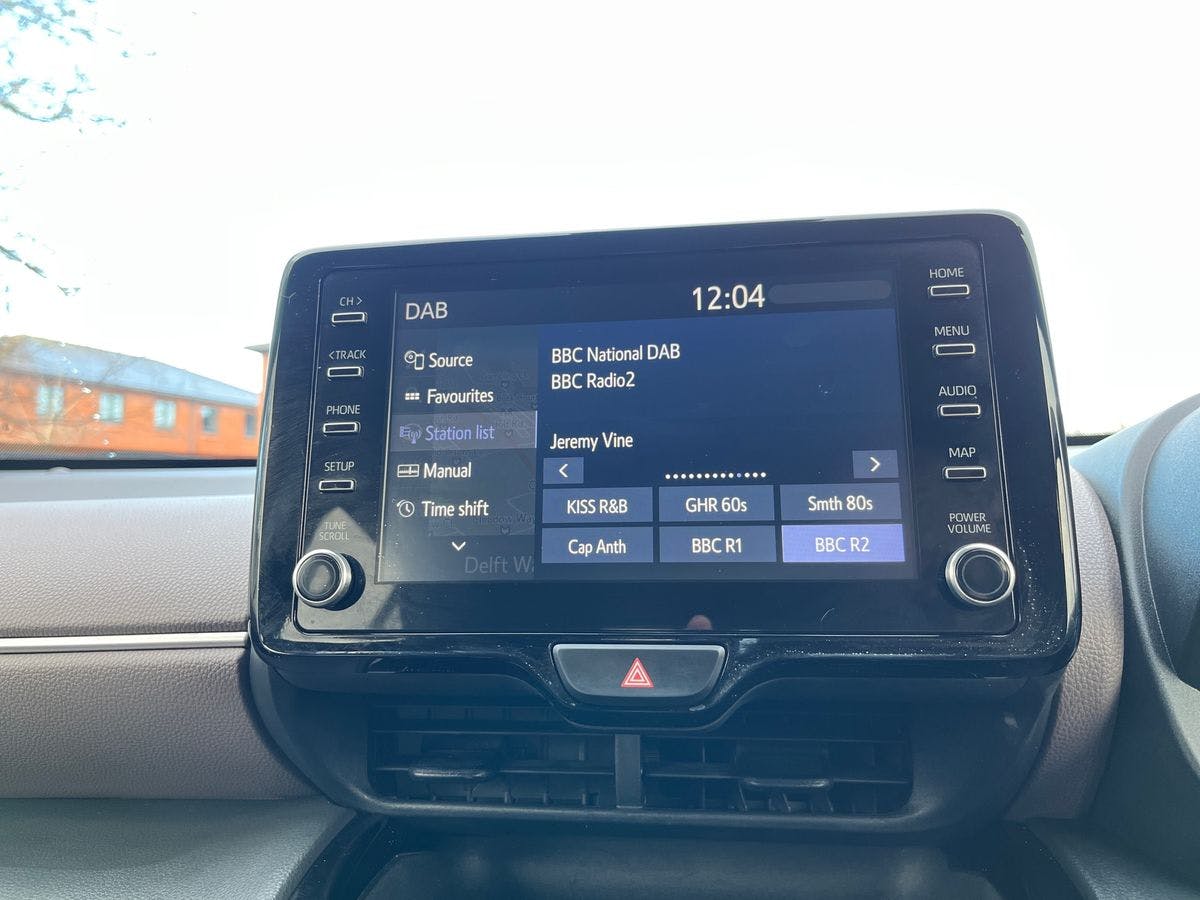 CH >
<TRACK
PHONE
SETUP
TUNE
SCROLL
DAB
12:04
Source
Favourites
Station list
Manual
Time shift
Delft W
BBC National DAB
BBC Radio2
Jeremy Vine
<
>
KISS R&B
GHR 60s
Smth 80s
Cap Anth
BBC R1
BBC R2
HOME
MENU
AUDIO
MAP
POWER
VOLUME